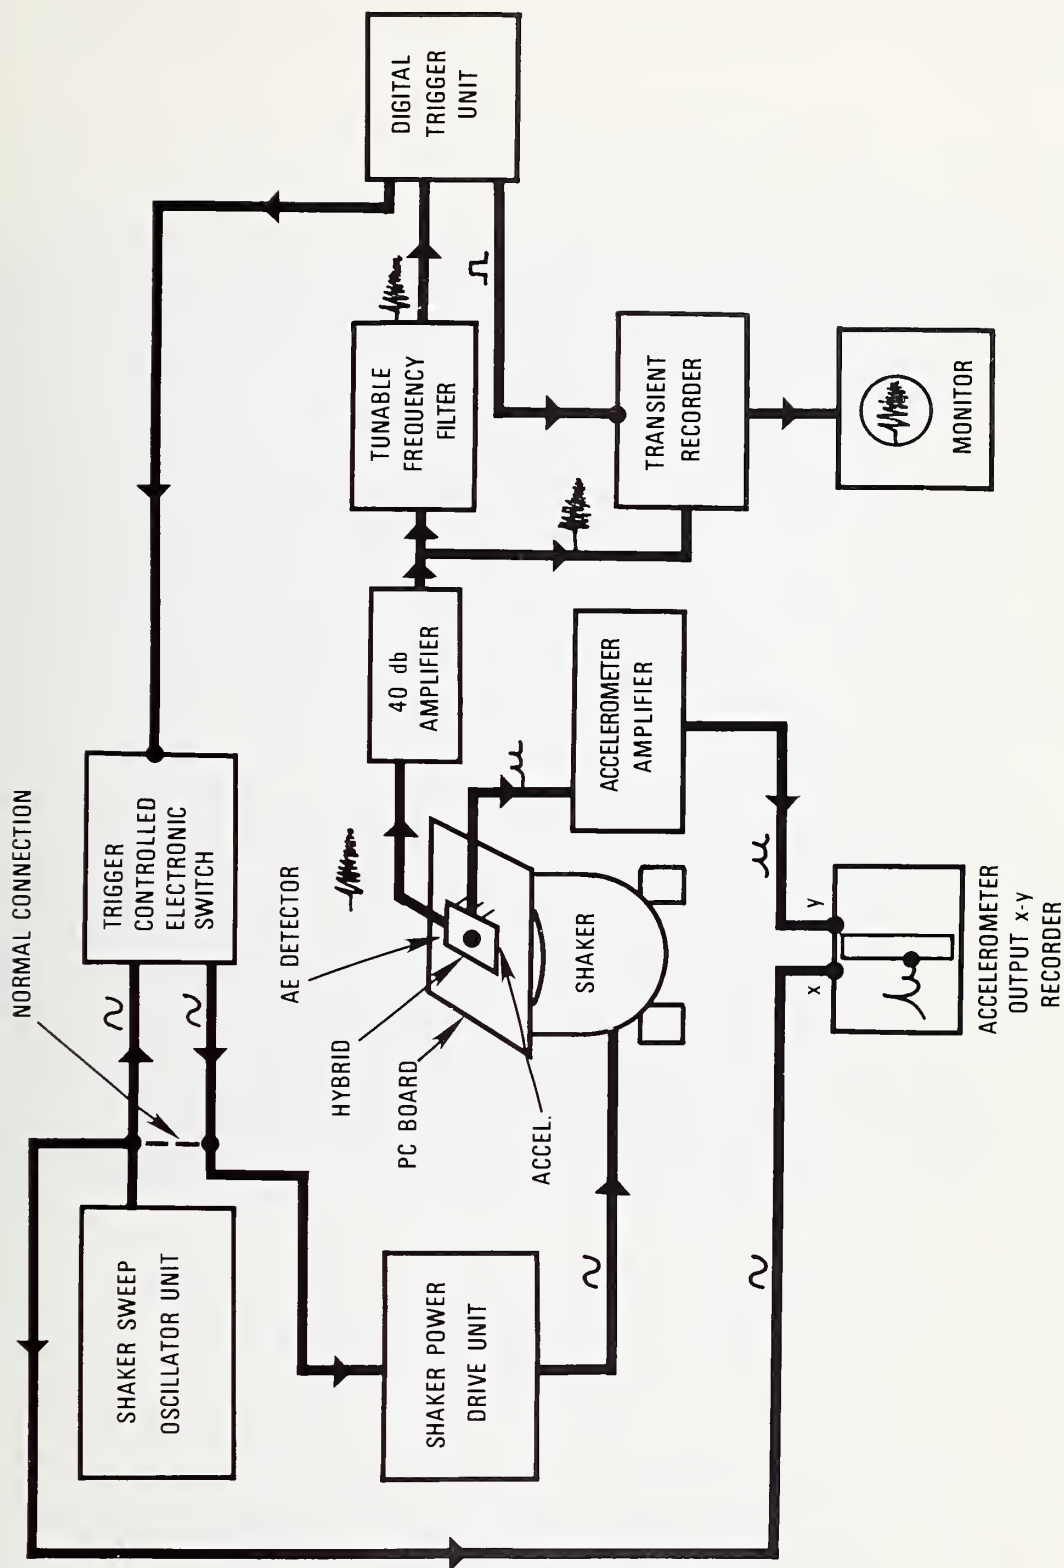 NORMAL CONNECTION
SHAKER SWEEP
OSCILLATOR UNIT
TRIGGER
CONTROLLED
ELECTRONIC
SWITCH
DIGITAL
TRIGGER
UNIT
TUNABLE
FREQUENCY
FILTER
40 db
AMPLIFIER
AE DETECTOR
HYBRID
PC BOARD
ACCEL.
SHAKER
SHAKER POWER
DRIVE UNIT
ACCELEROMETER
AMPLIFIER
TRANSIENT
RECORDER
MONITOR
x
y
ACCELEROMETER
OUTPUT x-y
RECORDER